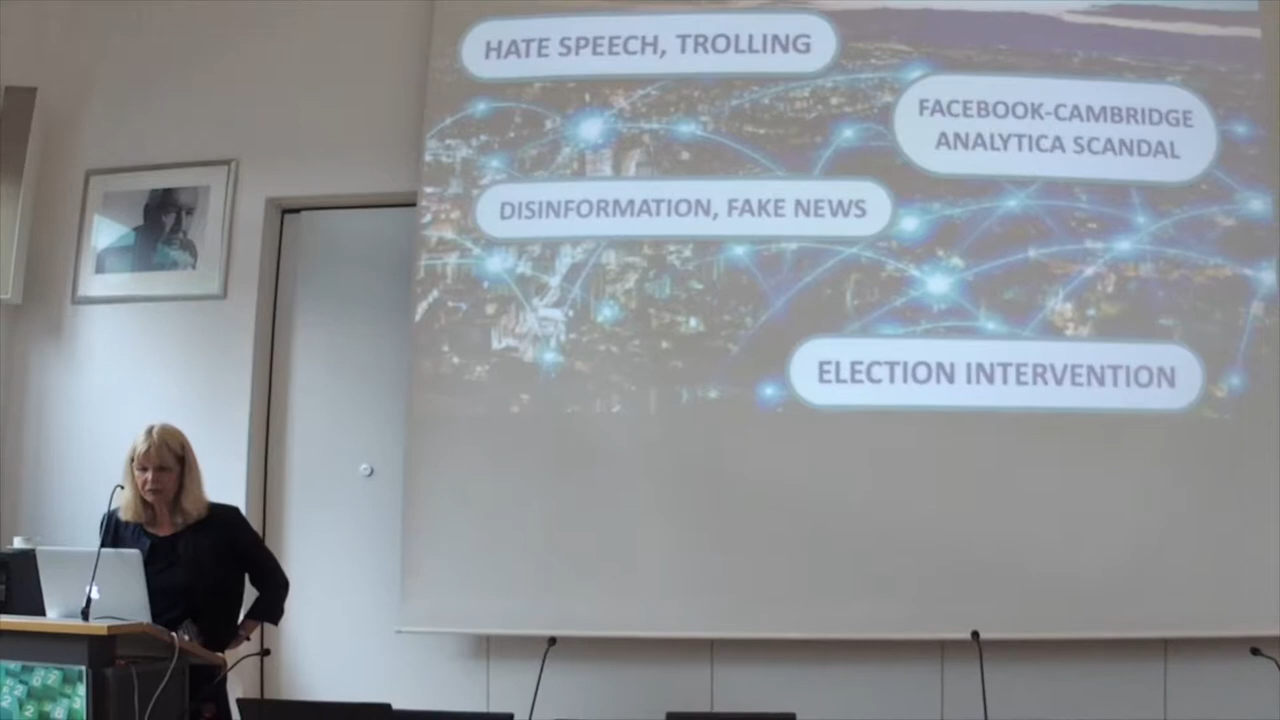 HATE SPEECH, TROLLING
FACEBOOK-CAMBRIDGE
ANALYTICA SCANDAL
DISINFORMATION, FAKE NEWS
ELECTION INTERVENTION